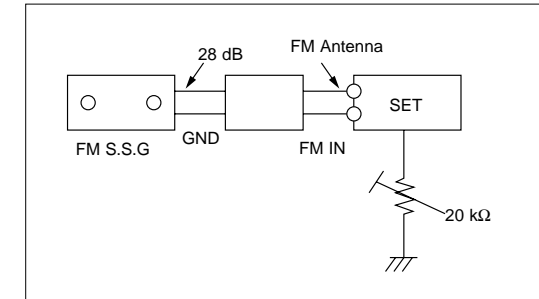 28 dB
FM Antenna
SET
FM S.S.G
GND
FM IN
20 kΩ